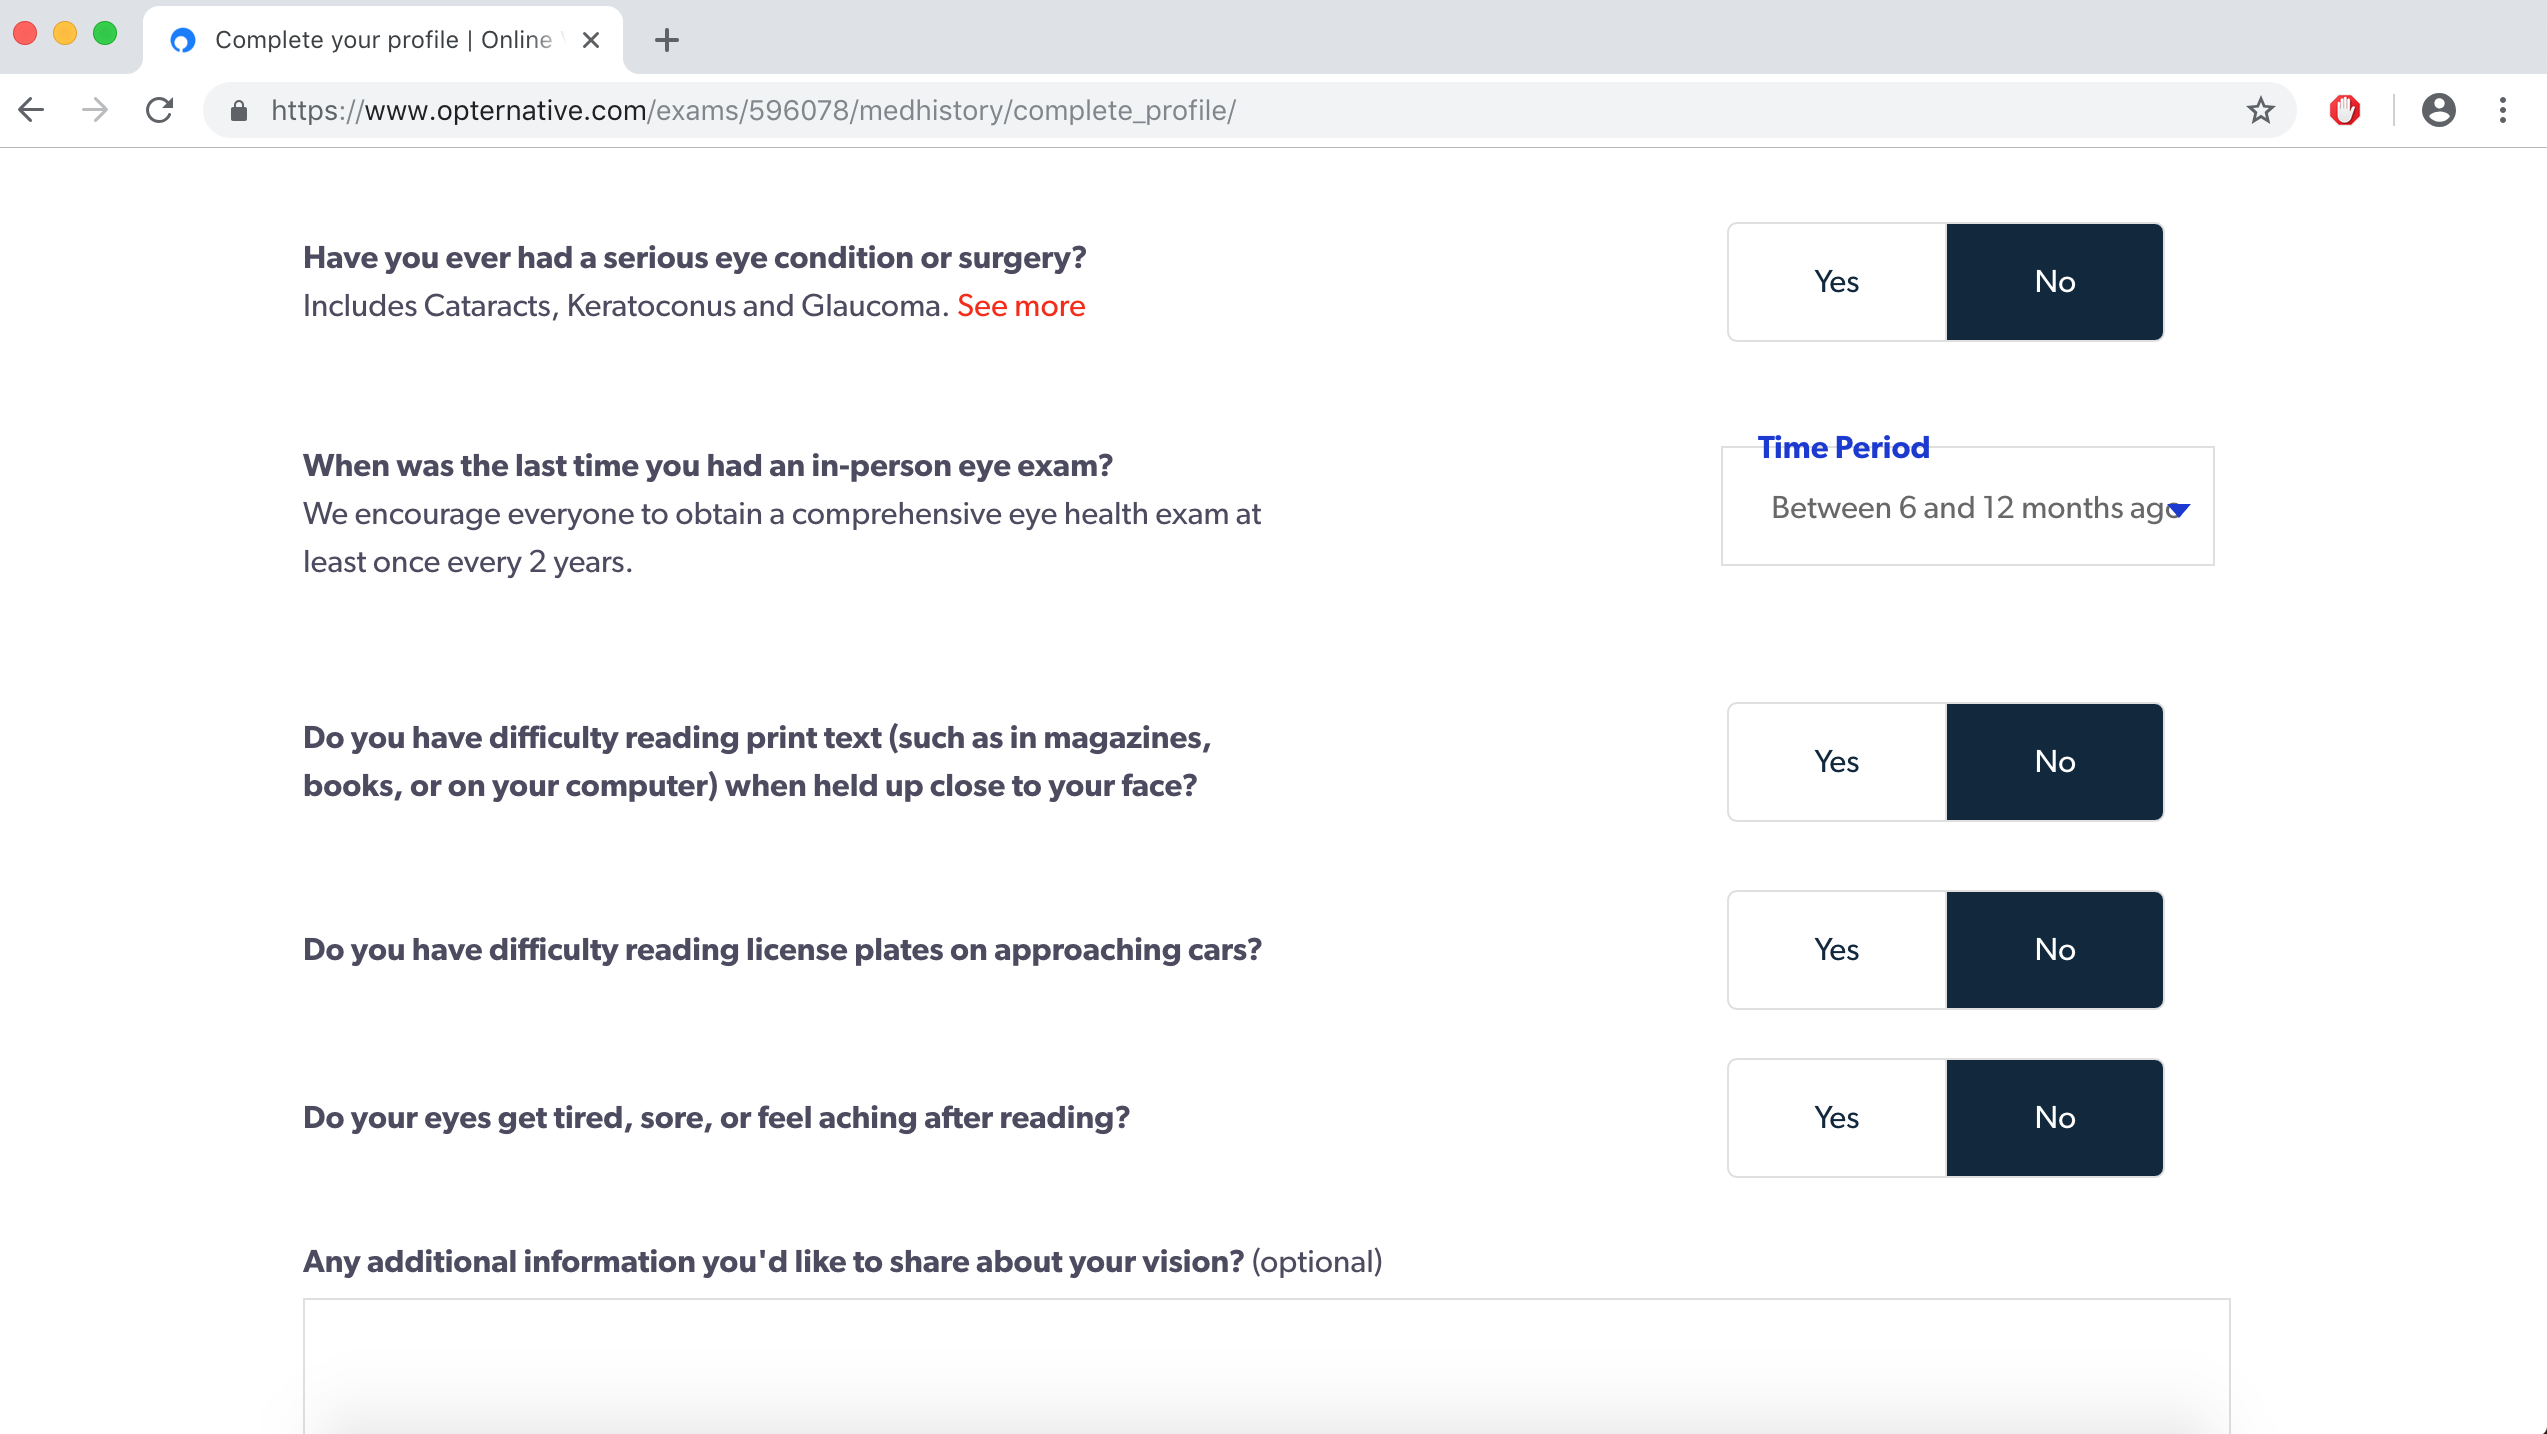 Complete your profile | Online
https://www.opternative.com/exams/596078/medhistory/complete_profile/
Have you ever had a serious eye condition or surgery?
Includes Cataracts, Keratoconus and Glaucoma. See more
Yes
No
Time Period
When was the last time you had an in-person eye exam?
Between 6 and 12 months ago
We encourage everyone to obtain a comprehensive eye health exam at
least once every 2 years.
Do you have difficulty reading print text (such as in magazines,
books, or on your computer) when held up close to your face?
Yes
No
Do you have difficulty reading license plates on approaching cars?
Yes
No
Do your eyes get tired, sore, or feel aching after reading?
Yes
No
Any additional information you'd like to share about your vision? (optional)